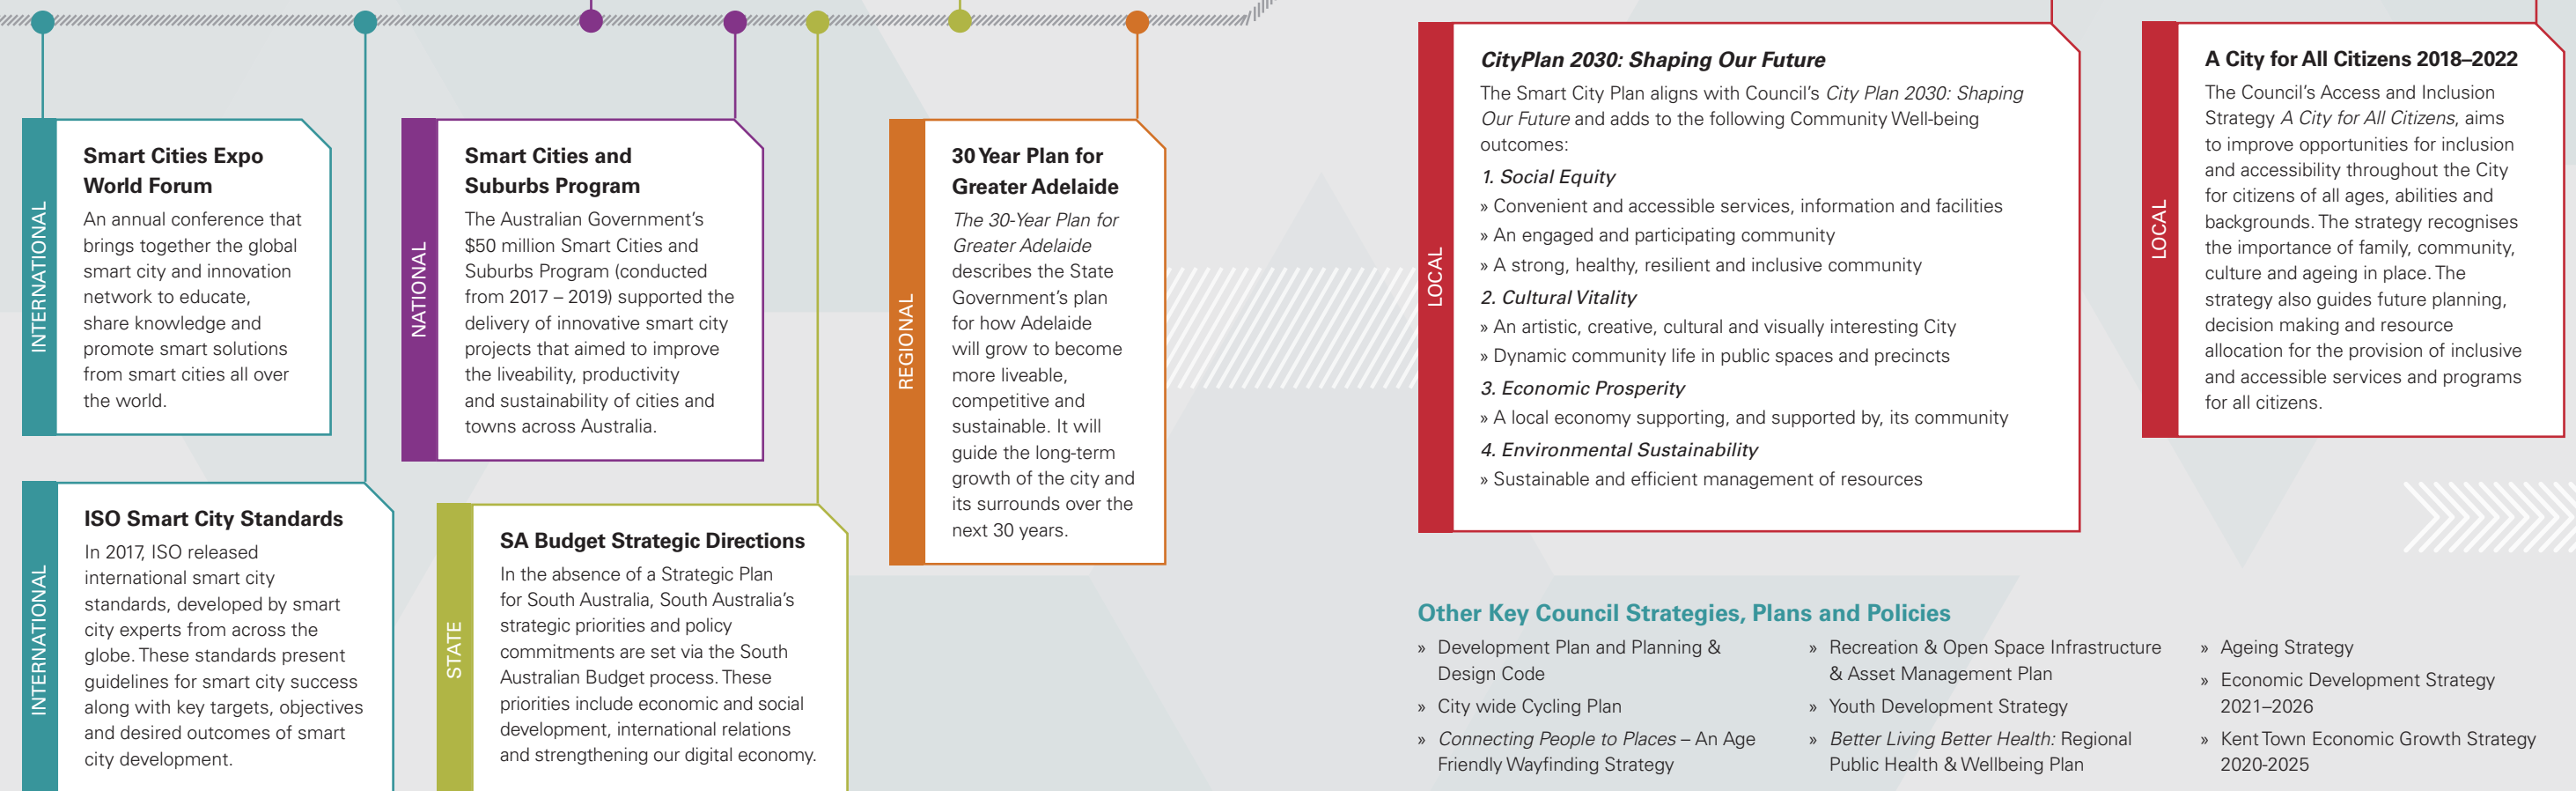 INTERNATIONAL
Smart Cities Expo
World Forum
An annual conference that
brings together the global
smart city and innovation
network to educate,
share knowledge and
promote smart solutions
from smart cities all over
the world.
INTERNATIONAL
ISO Smart City Standards
In 2017, ISO released
international smart city
standards, developed by smart
city experts from across the
globe. These standards present
guidelines for smart city success
along with key targets, objectives
and desired outcomes of smart
city development.
NATIONAL
Smart Cities and
Suburbs Program
The Australian Government's
$50 million Smart Cities and
Suburbs Program (conducted
from 2017 – 2019) supported the
delivery of innovative smart city
projects that aimed to improve
the liveability, productivity
and sustainability of cities and
towns across Australia.
STATE
SA Budget Strategic Directions
In the absence of a Strategic Plan
for South Australia, South Australia's
strategic priorities and policy
commitments are set via the South
Australian Budget process. These
priorities include economic and social
development, international relations
and strengthening our digital economy.
REGIONAL
30 Year Plan for
Greater Adelaide
The 30-Year Plan for
Greater Adelaide
describes the State
Government's plan
for how Adelaide
will grow to become
more liveable,
competitive and
sustainable. It will
guide the long-term
growth of the city and
its surrounds over the
next 30 years.
LOCAL
CityPlan 2030: Shaping Our Future
The Smart City Plan aligns with Council's City Plan 2030: Shaping
Our Future and adds to the following Community Well-being
outcomes:
1. Social Equity
» Convenient and accessible services, information and facilities
» An engaged and participating community
» A strong, healthy, resilient and inclusive community
2. Cultural Vitality
» An artistic, creative, cultural and visually interesting City
» Dynamic community life in public spaces and precincts
3. Economic Prosperity
» A local economy supporting, and supported by, its community
4. Environmental Sustainability
» Sustainable and efficient management of resources
LOCAL
A City for All Citizens 2018–2022
The Council's Access and Inclusion
Strategy A City for All Citizens, aims
to improve opportunities for inclusion
and accessibility throughout the City
for citizens of all ages, abilities and
backgrounds. The strategy recognises
the importance of family, community,
culture and ageing in place. The
strategy also guides future planning,
decision making and resource
allocation for the provision of inclusive
and accessible services and programs
for all citizens.
Other Key Council Strategies, Plans and Policies
» Development Plan and Planning &
Design Code
» City wide Cycling Plan
» Connecting People to Places – An Age
Friendly Wayfinding Strategy
» Recreation & Open Space Infrastructure
& Asset Management Plan
» Youth Development Strategy
» Better Living Better Health: Regional
Public Health & Wellbeing Plan
» Ageing Strategy
» Economic Development Strategy
2021–2026
» Kent Town Economic Growth Strategy
2020-2025